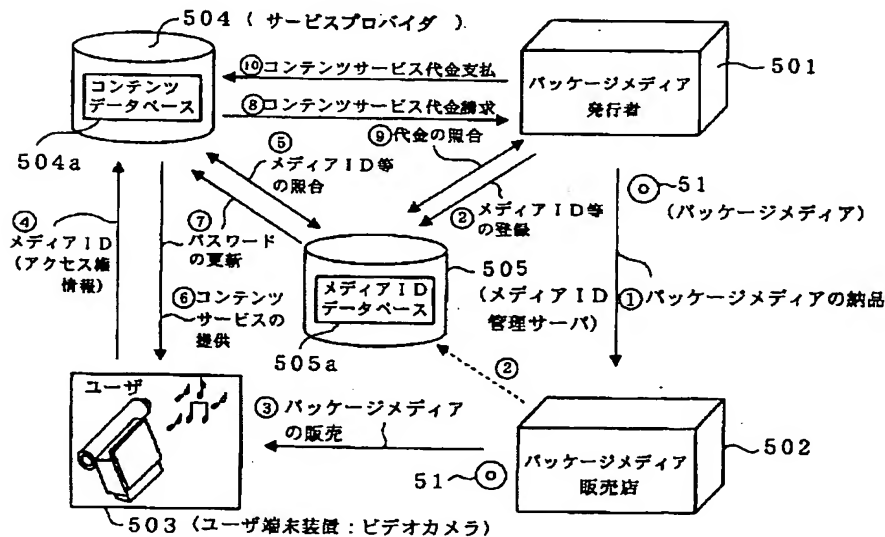 504(サービスプロバイダ)
コンテンツ
データベース
504a
⑩コンテンツサービス代金支払
⑧コンテンツサービス代金請求
⑨代金の照合
パッケージメディア
発行者
501
⑤
メディアID等
の照合
②メディアID等
の登録
51
(パッケージメディア)
④
メディアID
(アクセス権
情報)
⑦
パスワード
の更新
⑥コンテンツ
サービスの
提供
メディアID
データベース
505a
505
(メディアID
管理サーバ)
①パッケージメディアの納品
②
ユーザ
③パッケージメディア
の販売
51
パッケージメディア
販売店
502
503(ユーザ端末装置:ビデオカメラ)